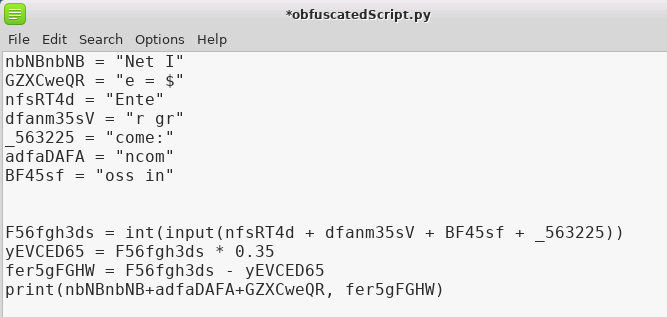 *obfuscatedScript.py
File Edit Search Options Help
nbNBnbNB = "Net I"
GZXCweQR = "e = $"
nfsRT4d = "Ente"
dfanm35sV = "r gr"
_563225 = "come:"
adfaDAFA = "ncom"
BF45sf = "oss in"
F56fgh3ds = int(input(nfsRT4d + dfanm35sV + BF45sf + _563225))
yEVCED65 = F56fgh3ds * 0.35
fer5gFGHW = F56fgh3ds - yEVCED65
print(nbNBnbNB+adfaDAFA+GZXCweQR, fer5gFGHW)